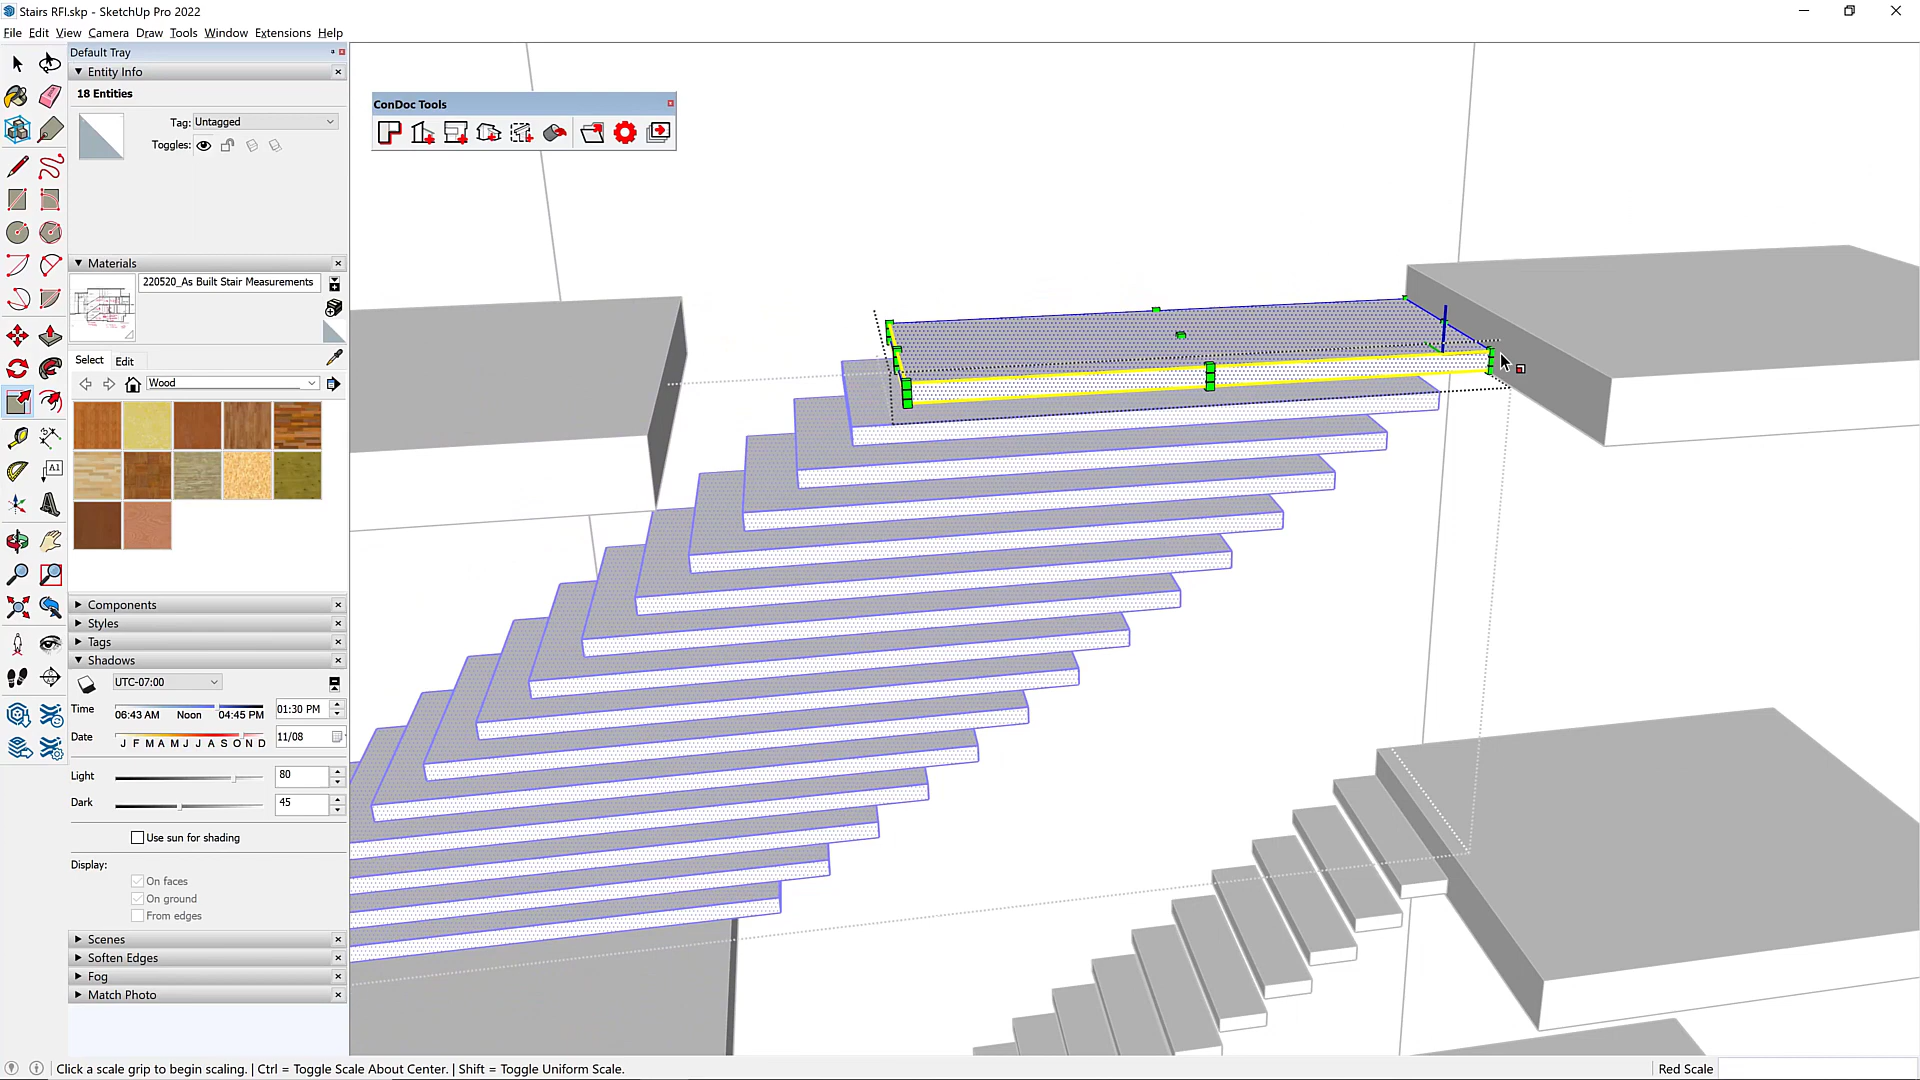 Stairs RFI.skp - SketchUp Pro 2022
File Edit View Camera Draw Tools Window Extensions Help
Default Tray
Entity Info
18 Entities
Tag: Untagged
Toggles:
ConDoc Tools
Materials
220520_As Built Stair Measurements
Select Edit
Wood
A1
Components
Styles
Tags
Shadows
UTC-07:00
Time 01:30 PM
06:43 AM Noon 04:45 PM
Date 11/08
J F M A M J J A S O N D
Light 80
Dark 45
Use sun for shading
Display:
On faces
On ground
From edges
Scenes
Soften Edges
Fog
Match Photo
Click a scale grip to begin scaling. | Ctrl = Toggle Scale About Center. | Shift = Toggle Uniform Scale.
Red Scale